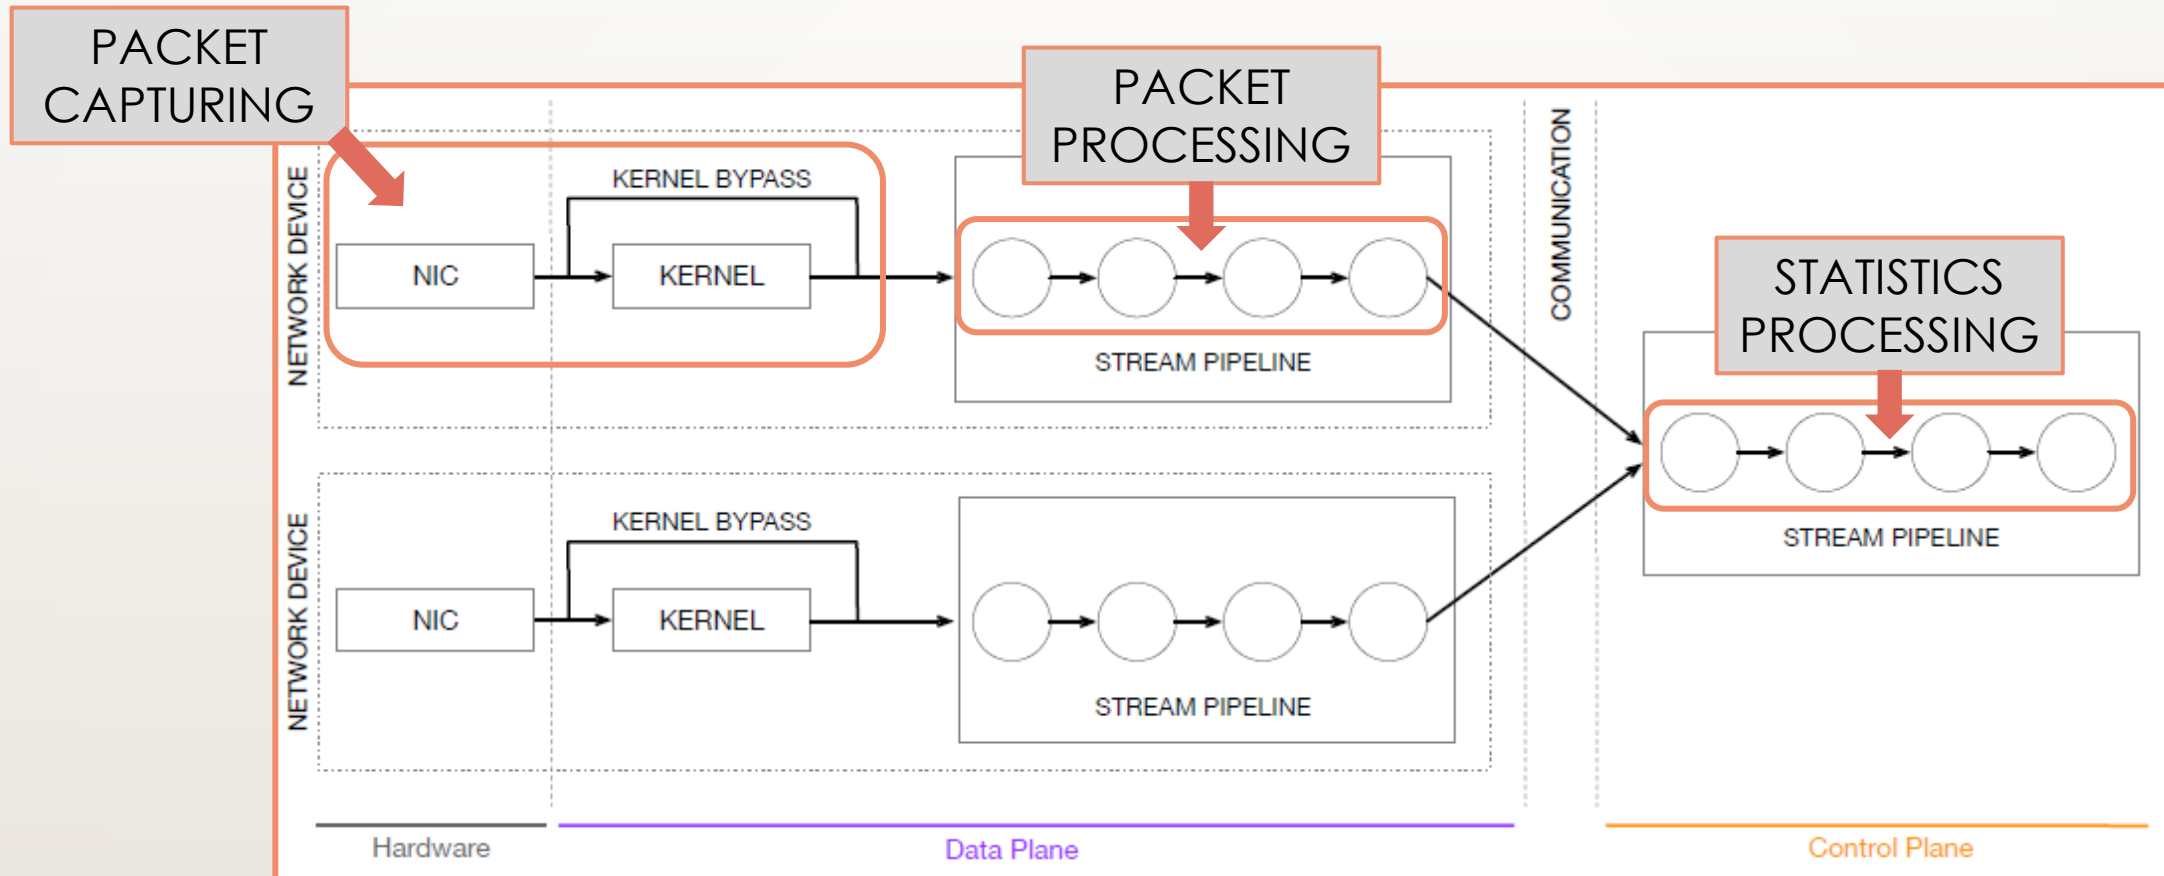 PACKET
CAPTURING
PACKET
PROCESSING
STATISTICS
PROCESSING
COMMUNICATION
NETWORK DEVICE
KERNEL BYPASS
NIC
KERNEL
STREAM PIPELINE
STREAM PIPELINE
NETWORK DEVICE
KERNEL BYPASS
NIC
KERNEL
STREAM PIPELINE
Hardware
Data Plane
Control Plane